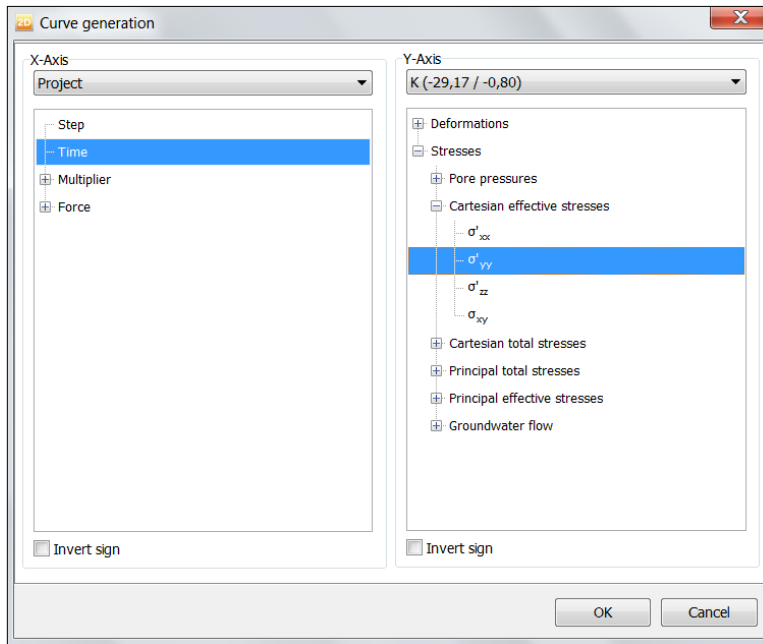 2D Curve generation X
X-Axis
Project
Step
Time
Multiplier
Force
Invert sign
Y-Axis
K (-29,17 / -0,80)
Deformations
Stresses
Pore pressures
Cartesian effective stresses
σ'xx
σ'yy
σ'zz
σxy
Cartesian total stresses
Principal total stresses
Principal effective stresses
Groundwater flow
Invert sign
OK Cancel